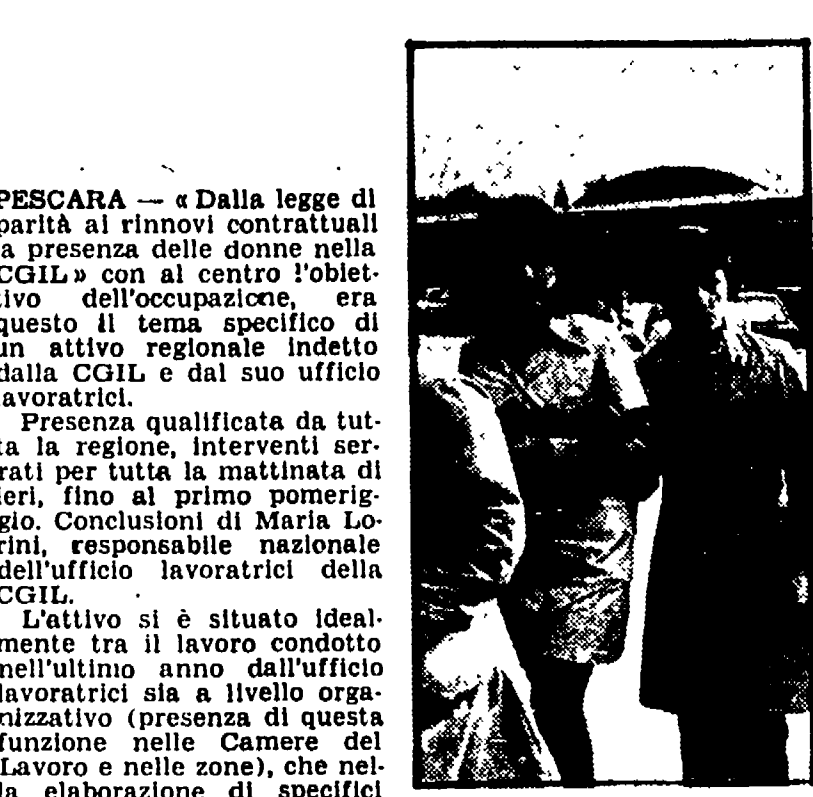 PESCARA — « Dalla legge di
parità ai rinnovi contrattuali
la presenza delle donne nella
CGIL » con al centro l'obiet-
tivo dell'occupazione, era
questo il tema specifico di
un attivo regionale indetto
dalla CGIL e dal suo ufficio
lavoratrici.
Presenza qualificata da tut-
ta la regione, interventi ser-
rati per tutta la mattinata di
ieri, fino al primo pomerig-
gio. Conclusioni di Maria Lo-
rini, responsabile nazionale
dell'ufficio lavoratrici della
CGIL.
L'attivo si è situato ideal-
mente tra il lavoro condotto
nell'ultimo anno dall'ufficio
lavoratrici sia a livello orga-
nizzativo (presenza di questa
funzione nelle Camere del
Lavoro e nelle zone), che nel-
la elaborazione di specifici